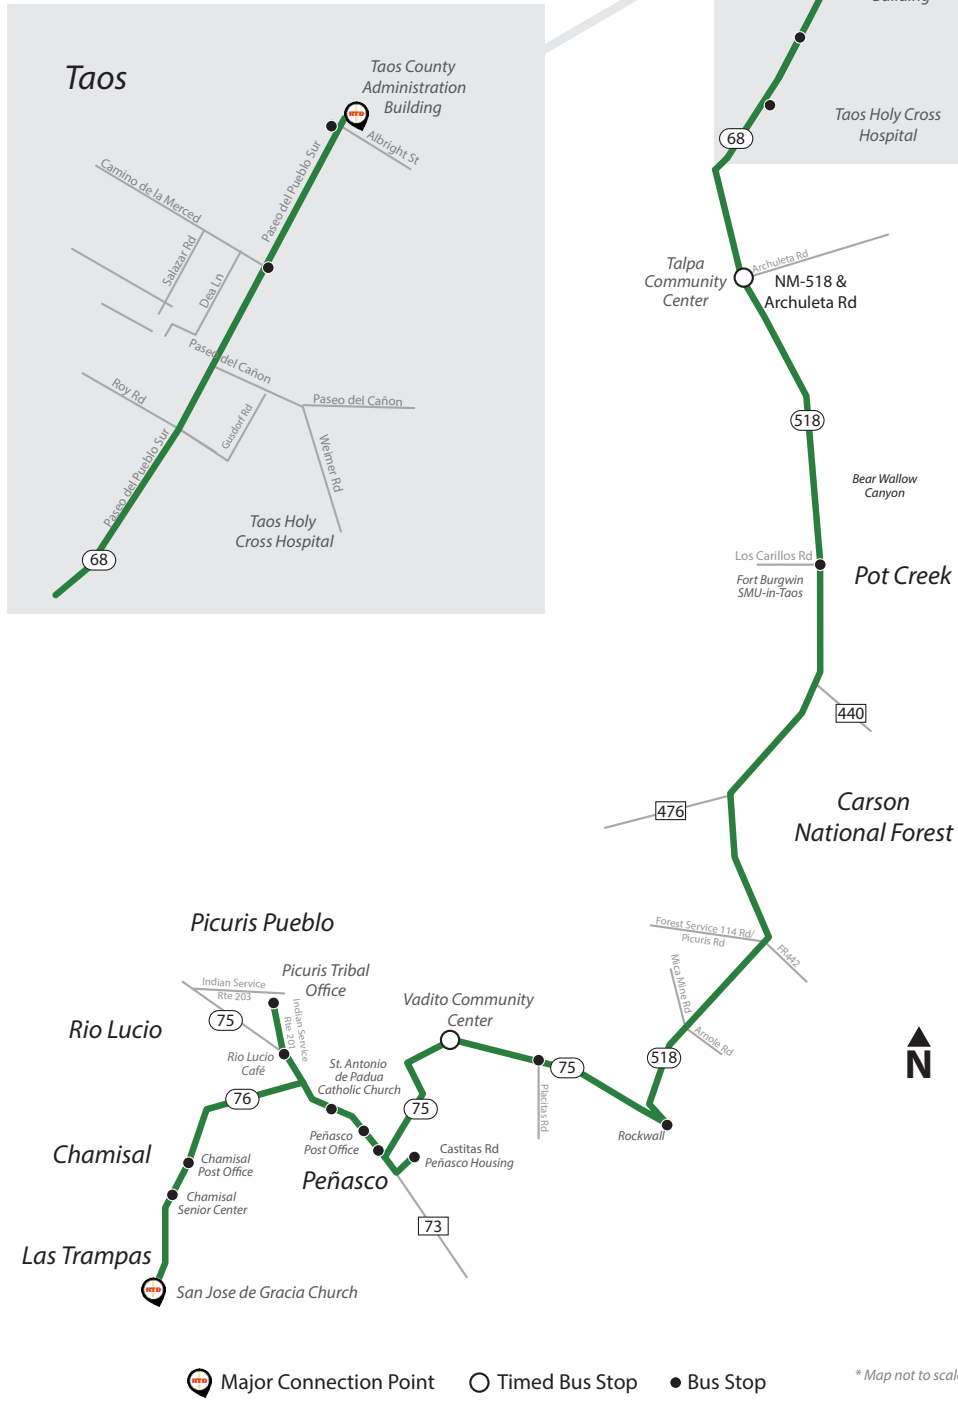 Taos
Taos County
Administration
Building
Albright St
Paseo del Pueblo Sur
Camino de la Merced
Salazar Rd
Dea Ln
Paseo del Cañon
Paseo del Cañon
Roy Rd
Gusdorf Rd
Weimer Rd
Paseo del Pueblo Sur
Taos Holy
Cross Hospital
68
Building
Taos Holy Cross
Hospital
68
Archuleta Rd
Talpa
Community
Center
NM-518 &
Archuleta Rd
518
Bear Wallow
Canyon
Los Carillos Rd
Fort Burgwin
SMU-in-Taos
Pot Creek
440
476
Carson
National Forest
Forest Service 114 Rd/
Picuris Rd
FR442
Mica Mine Rd
Arnole Rd
518
Picuris Pueblo
Picuris Tribal
Office
Indian Service
Rte 203
Indian Service
Rte 201
75
Rio Lucio
Rio Lucio
Café
Vadito Community
Center
St. Antonio
de Padua
Catholic Church
76
75
75
Placitas Rd
Rockwall
N
Chamisal
Chamisal
Post Office
Peñasco
Post Office
Castitas Rd
Peñasco Housing
Peñasco
Chamisal
Senior Center
73
Las Trampas
RTD
San Jose de Gracia Church
RTD
RTD
Major Connection Point
Timed Bus Stop
Bus Stop
* Map not to scale